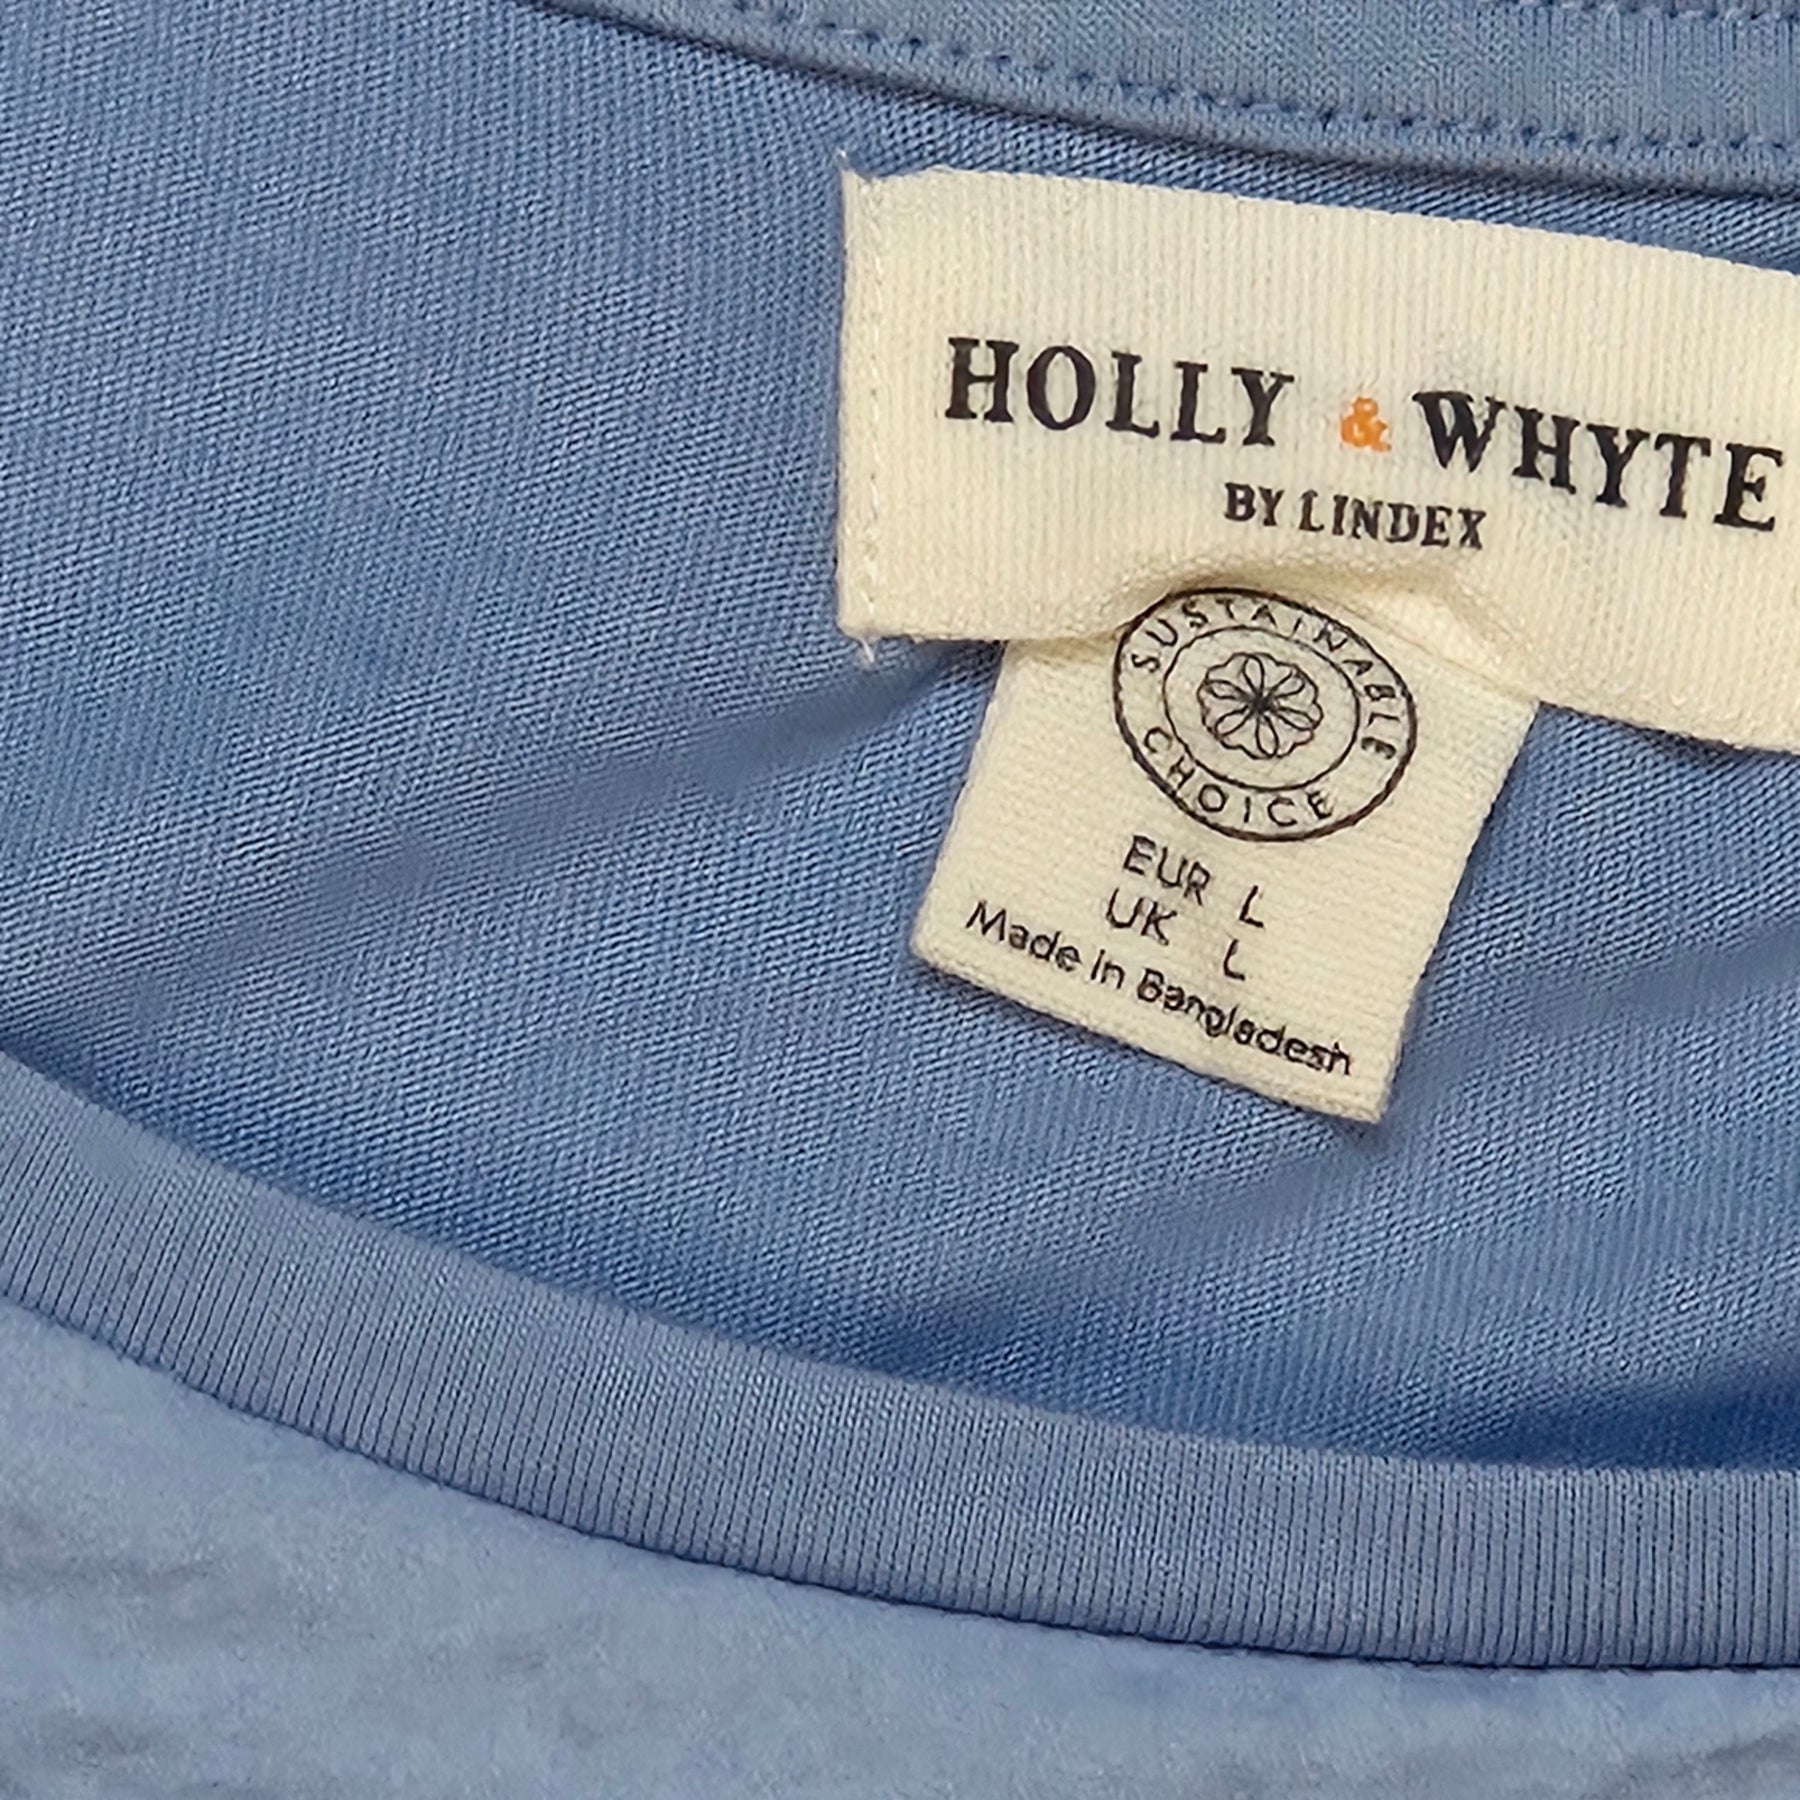 HOLLY & WHYTE
BY LINDEX
SUSTAINABLE
CHOICE
EUR L
UK L
Made in Bangladesh